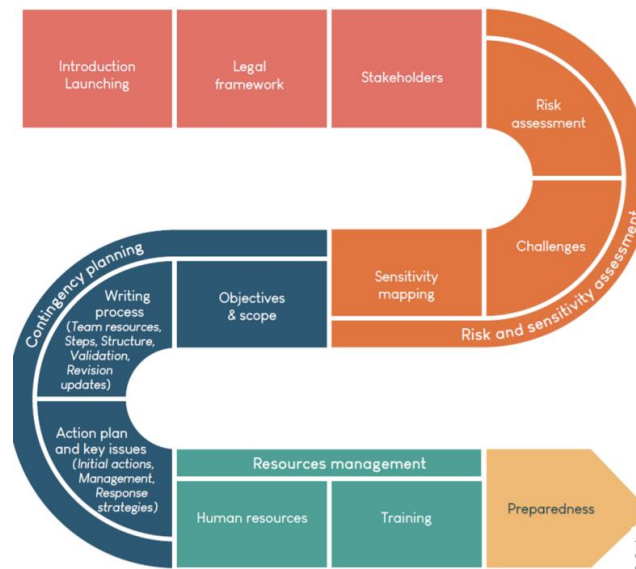 Introduction
Launching
Legal
framework
Stakeholders
Risk
assessment
Challenges
Risk and sensitivity assessment
Sensitivity
mapping
Objectives
& scope
Contingency planning
Writing
process
(Team resources,
Steps, Structure,
Validation,
Revision
updates)
Action plan
and key issues
(Initial actions,
Management,
Response
strategies)
Resources management
Human resources
Training
Preparedness